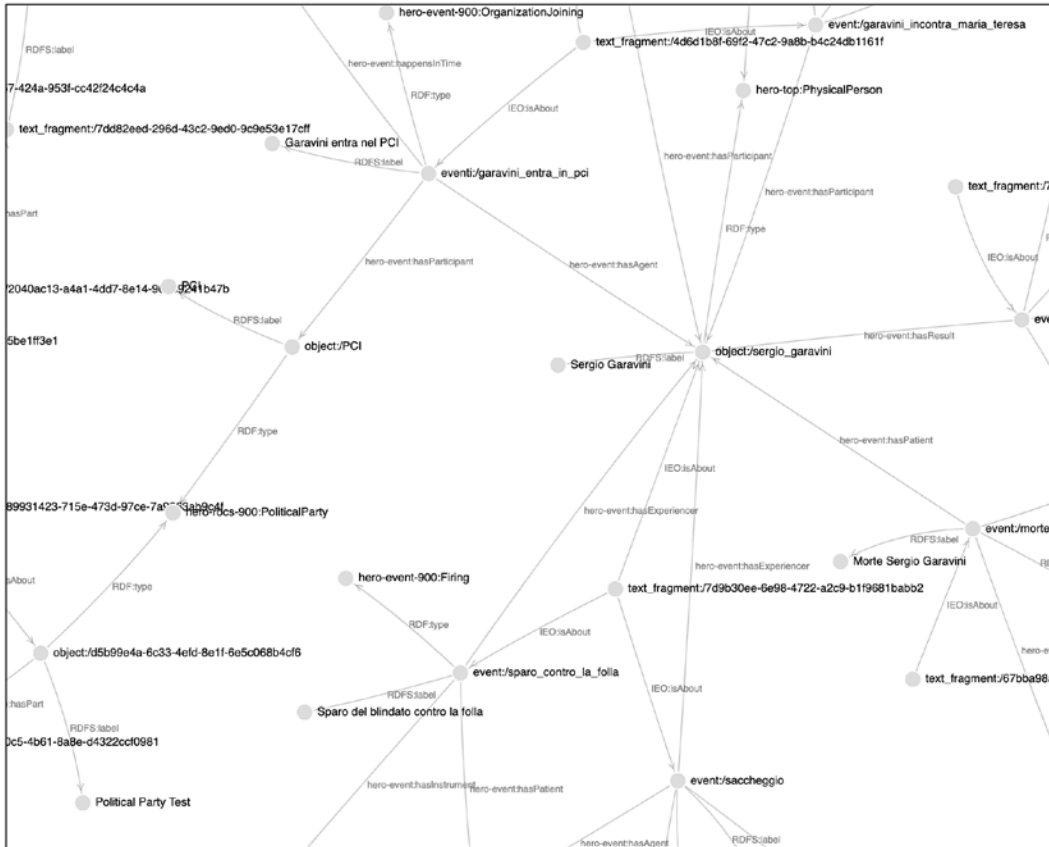 hero-event-900:OrganizationJoining
event:/garavini_incontra_maria_teresa
IEO:isAbout
text_fragment:/4d6d1b8f-69f2-47c2-9a8b-b4c24db1161f
RDFS:label
hero-event:happensInTime
7-424a-953f-cc42f24c4c4a
RDF:type
hero-top:PhysicalPerson
IEO:isAbout
text_fragment:/7dd82eed-296d-43c2-9ed0-9c9e53e17cff
Garavini entra nel PCI
RDFS:label
hero-event:hasParticipant
eventi:/garavini_entra_in_pci
text_fragment:/7
hero-event:hasParticipant
hasPart
RDF:type
hero-event:hasParticipant
hero-event:hasAgent
IEO:isAbout
PCI
RDFS:label
object:/PCI
5be1ff3e1
eve
hero-event:hasResult
object:/sergio_garavini
Sergio Garavini
RDFS:label
RDF:type
hero-event:hasPatient
IEO:isAbout
hero-event:hasExperiencer
event:/morte
RDFS:label
Morte Sergio Garavini
hero-event:hasExperiencer
isAbout
RDF:type
hero-event-900:Firing
text_fragment:/7d9b30ee-6e98-4722-a2c9-b1f9681babb2
IEO:isAbout
RDF:type
IEO:isAbout
object:/d5b99e4a-6c33-4efd-8e1f-6e5c068b4cf6
event:/sparo_contro_la_folla
text_fragment:/67bba98
IEO:isAbout
RDFS:label
Sparo del blindato contro la folla
:hasPart
RDFS:label
0c5-4b61-8a8e-d4322ccf0981
event:/saccheggio
hero-event:hasInstrument
hero-event:hasPatient
Political Party Test
hero-event:hasAgent
RDFS:label